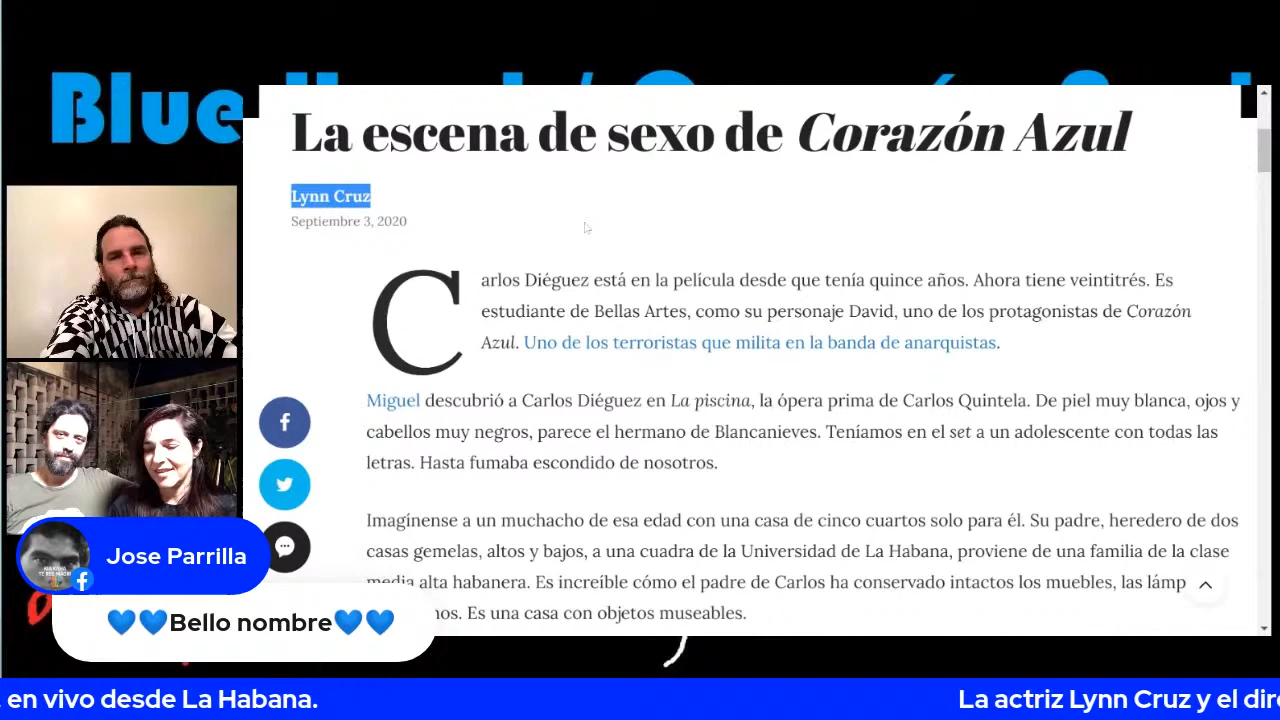 Blue
La escena de sexo de Corazón Azul
Lynn Cruz
Septiembre 3, 2020
Carlos Diéguez está en la película desde que tenía quince años. Ahora tiene veintitrés. Es
estudiante de Bellas Artes, como su personaje David, uno de los protagonistas de Corazón
Azul. Uno de los terroristas que milita en la banda de anarquistas.
Miguel descubrió a Carlos Diéguez en La piscina, la ópera prima de Carlos Quintela. De piel muy blanca, ojos y
cabellos muy negros, parece el hermano de Blancanieves. Teníamos en el set a un adolescente con todas las
letras. Hasta fumaba escondido de nosotros.
Imagínense a un muchacho de esa edad con una casa de cinco cuartos solo para él. Su padre, heredero de dos
casas gemelas, altos y bajos, a una cuadra de la Universidad de La Habana, proviene de una familia de la clase
media alta habanera. Es increíble cómo el padre de Carlos ha conservado intactos los muebles, las lámp
nos. Es una casa con objetos museables.
Jose Parrilla
💙💙Bello nombre💙💙
en vivo desde La Habana.
La actriz Lynn Cruz y el dire